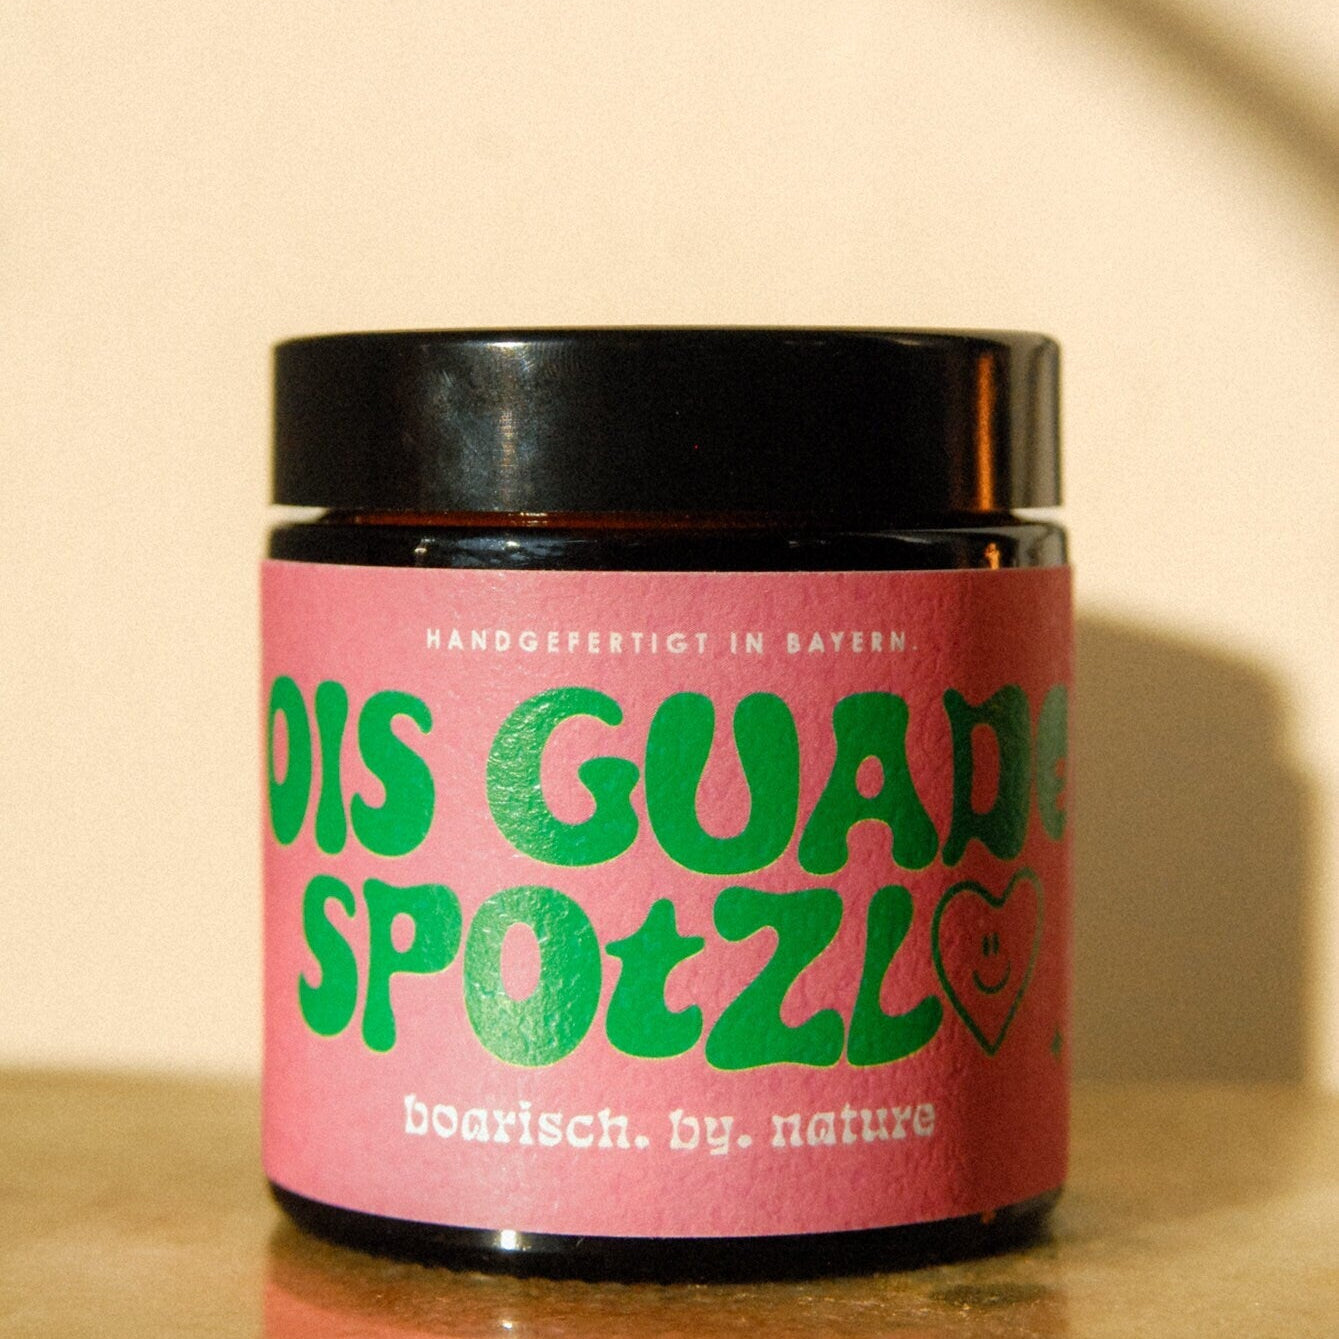 HANDGEFERTIGT IN BAYERN.
OIS GUADe
SPOtZL
boarisch. by. nature